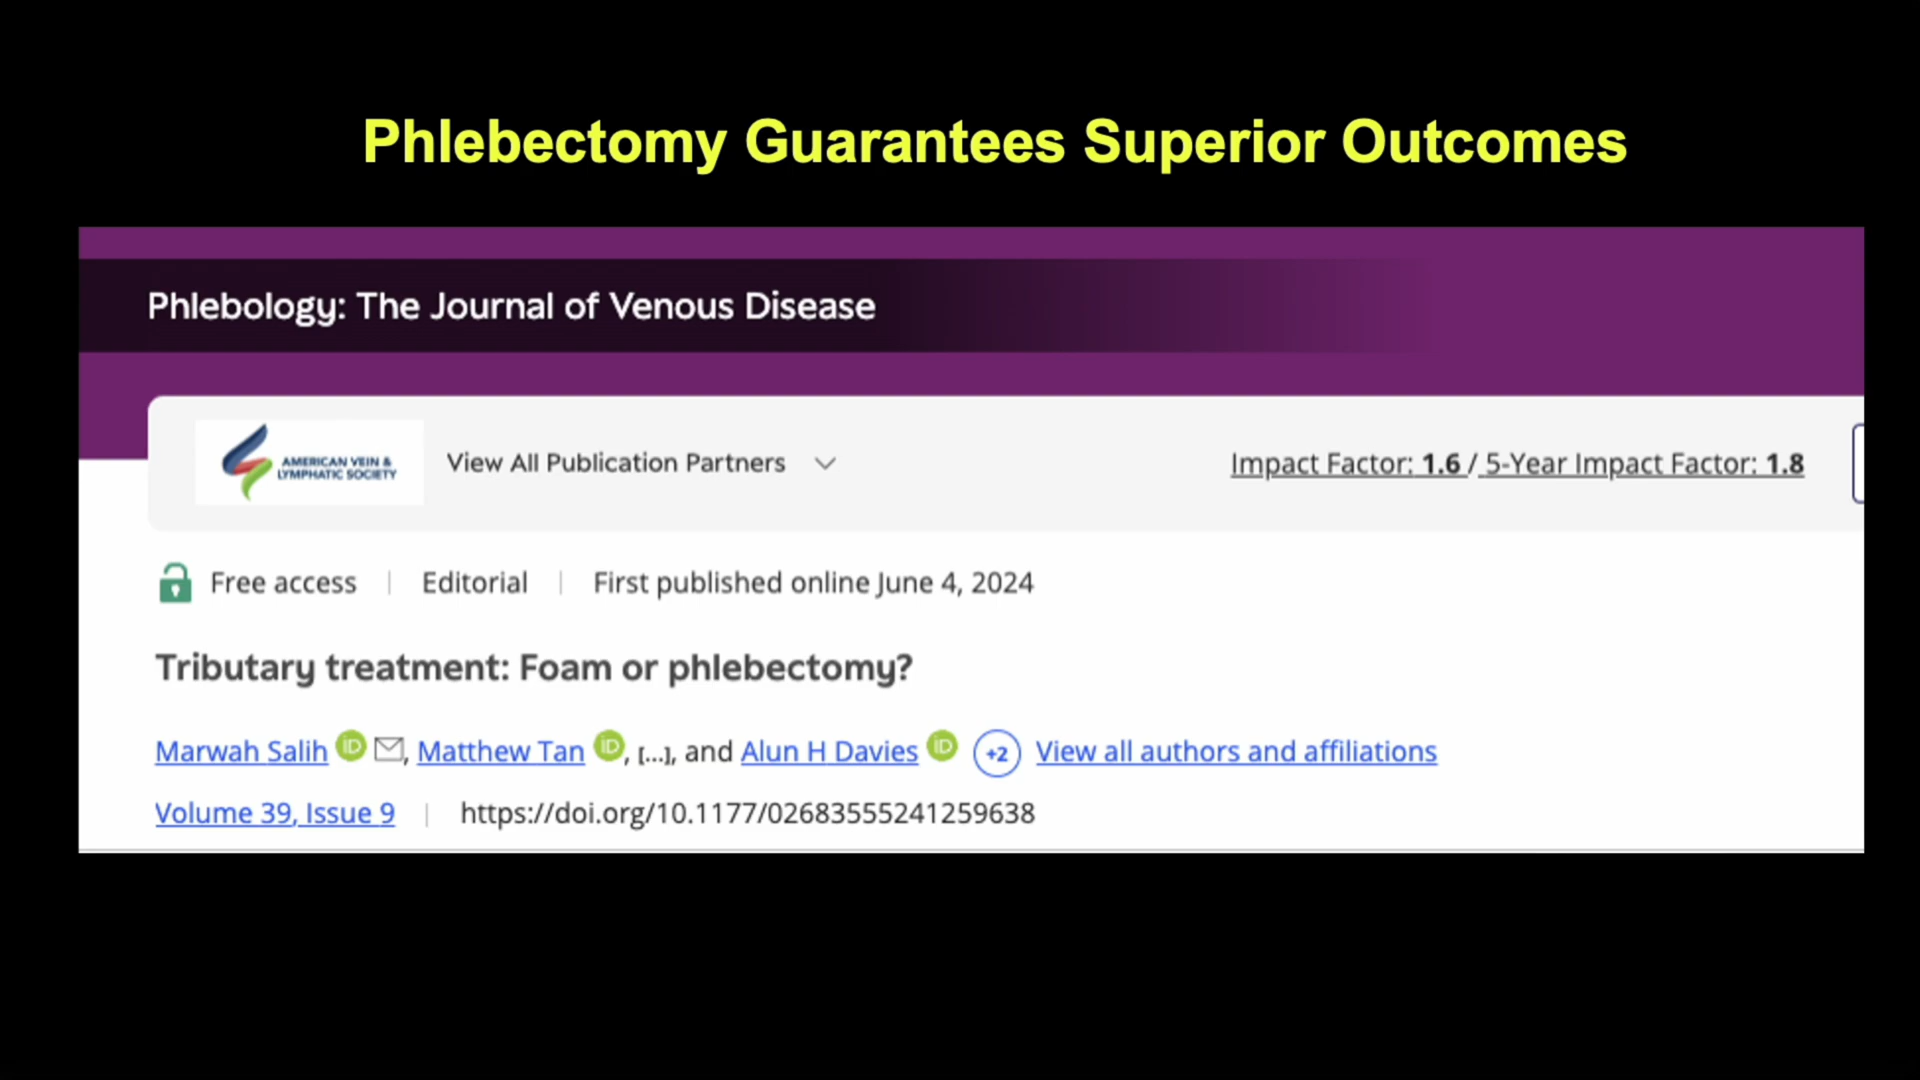 Phlebectomy Guarantees Superior Outcomes
Phlebology: The Journal of Venous Disease
AMERICAN VEIN &
LYMPHATIC SOCIETY
View All Publication Partners
Impact Factor: 1.6 / 5-Year Impact Factor: 1.8
Free access | Editorial | First published online June 4, 2024
Tributary treatment: Foam or phlebectomy?
Marwah Salih iD, Matthew Tan iD, [...], and Alun H Davies iD +2 View all authors and affiliations
Volume 39, Issue 9 | https://doi.org/10.1177/02683555241259638